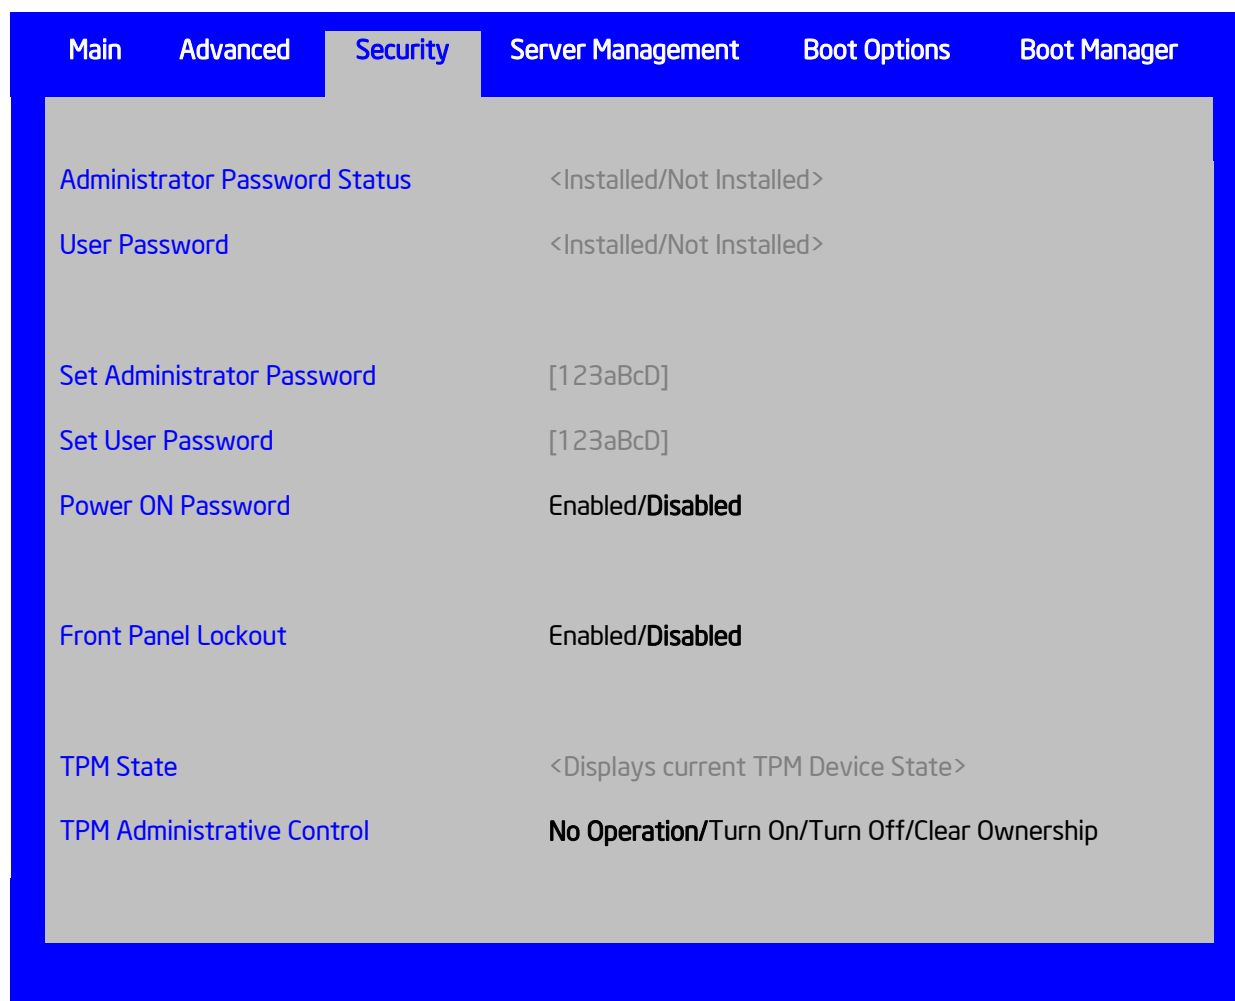 Main Advanced Security Server Management Boot Options Boot Manager
Administrator Password Status <Installed/Not Installed>
User Password <Installed/Not Installed>
Set Administrator Password [123aBcD]
Set User Password [123aBcD]
Power ON Password Enabled/Disabled
Front Panel Lockout Enabled/Disabled
TPM State <Displays current TPM Device State>
TPM Administrative Control No Operation/Turn On/Turn Off/Clear Ownership